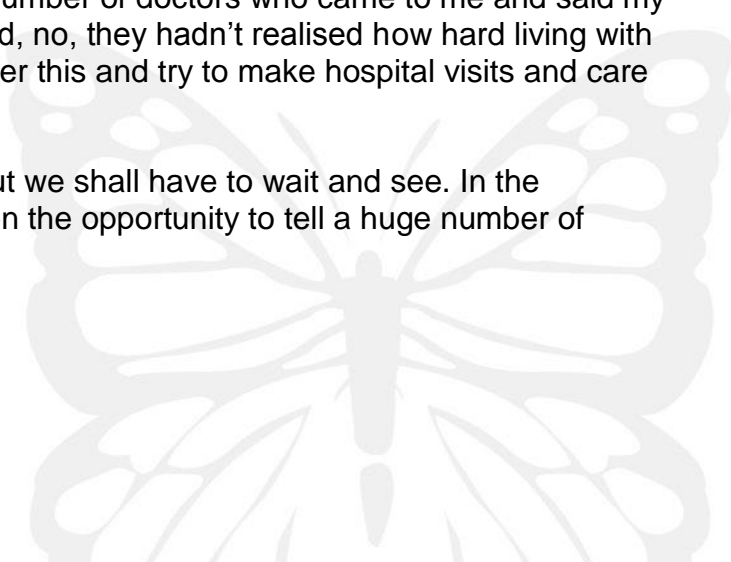 umber of doctors who came to me and said my
d, no, they hadn't realised how hard living with
er this and try to make hospital visits and care
ut we shall have to wait and see. In the
n the opportunity to tell a huge number of